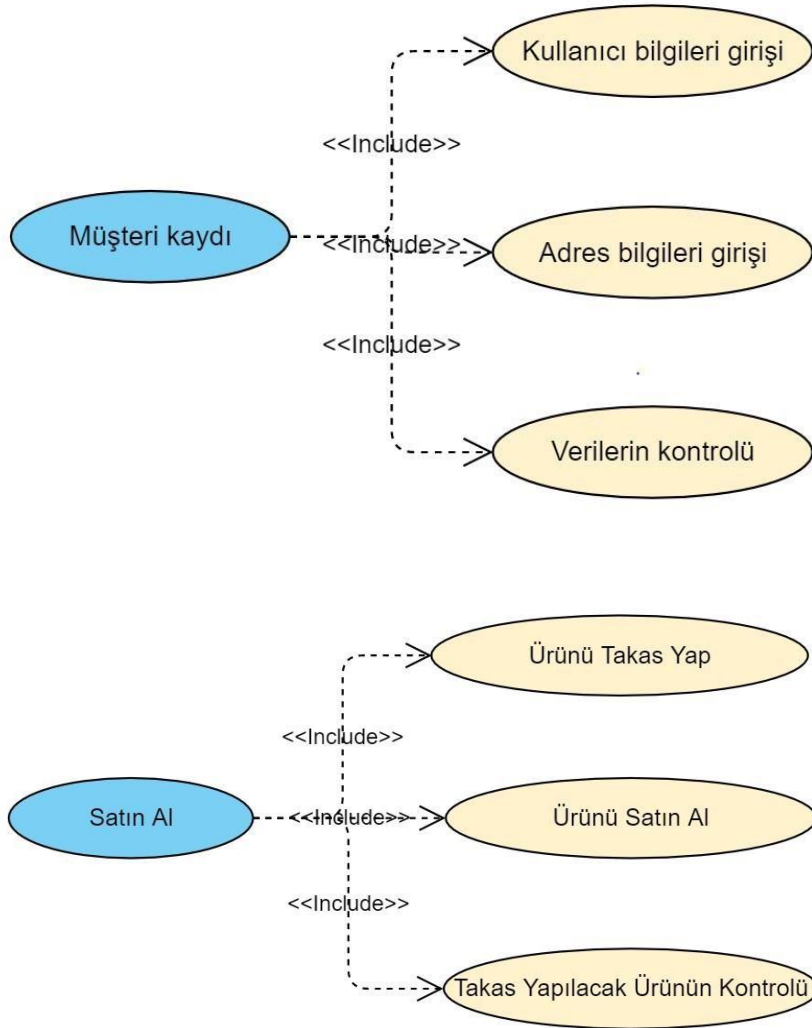 Kullanıcı bilgileri girişi
<<Include>>
Müşteri kaydı
<<Include>>
Adres bilgileri girişi
<<Include>>
Verilerin kontrolü
Ürünü Takas Yap
<<Include>>
Satın Al
<<Include>>
Ürünü Satın Al
<<Include>>
Takas Yapılacak Ürünün Kontrolü